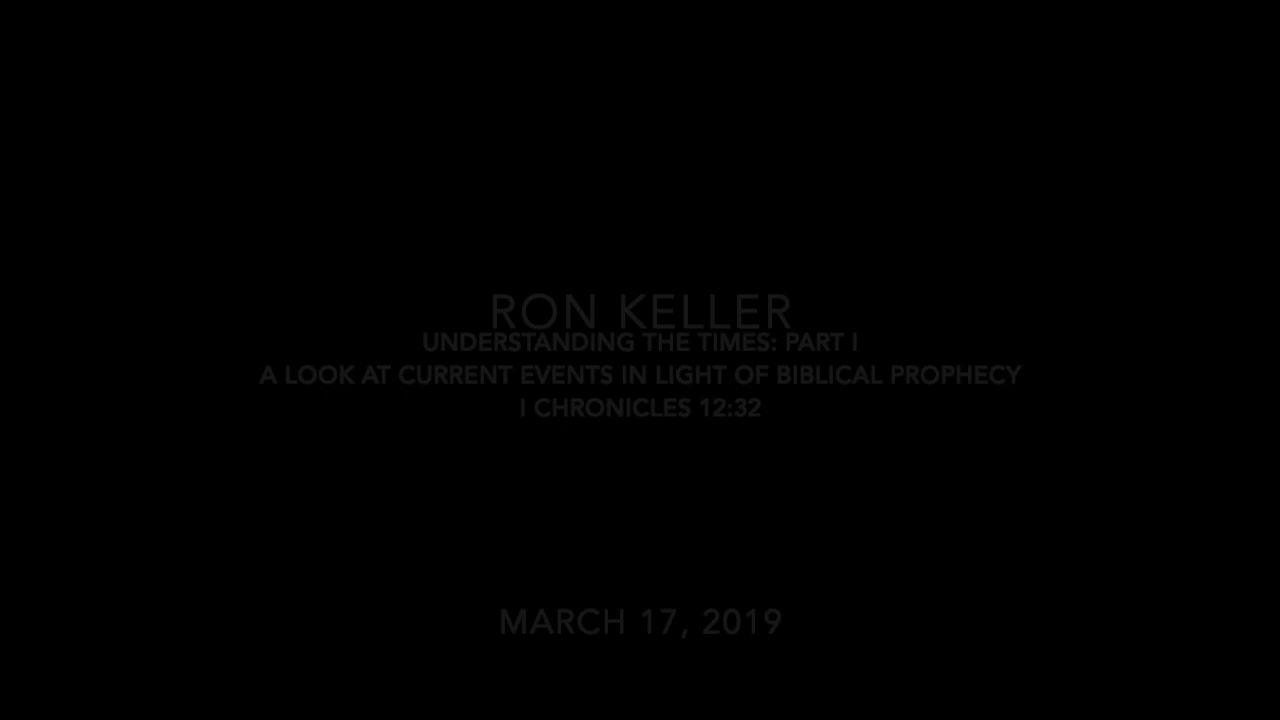 RON KELLER
UNDERSTANDING THE TIMES: PART I
A LOOK AT CURRENT EVENTS IN LIGHT OF BIBLICAL PROPHECY
I CHRONICLES 12:32
MARCH 17, 2019